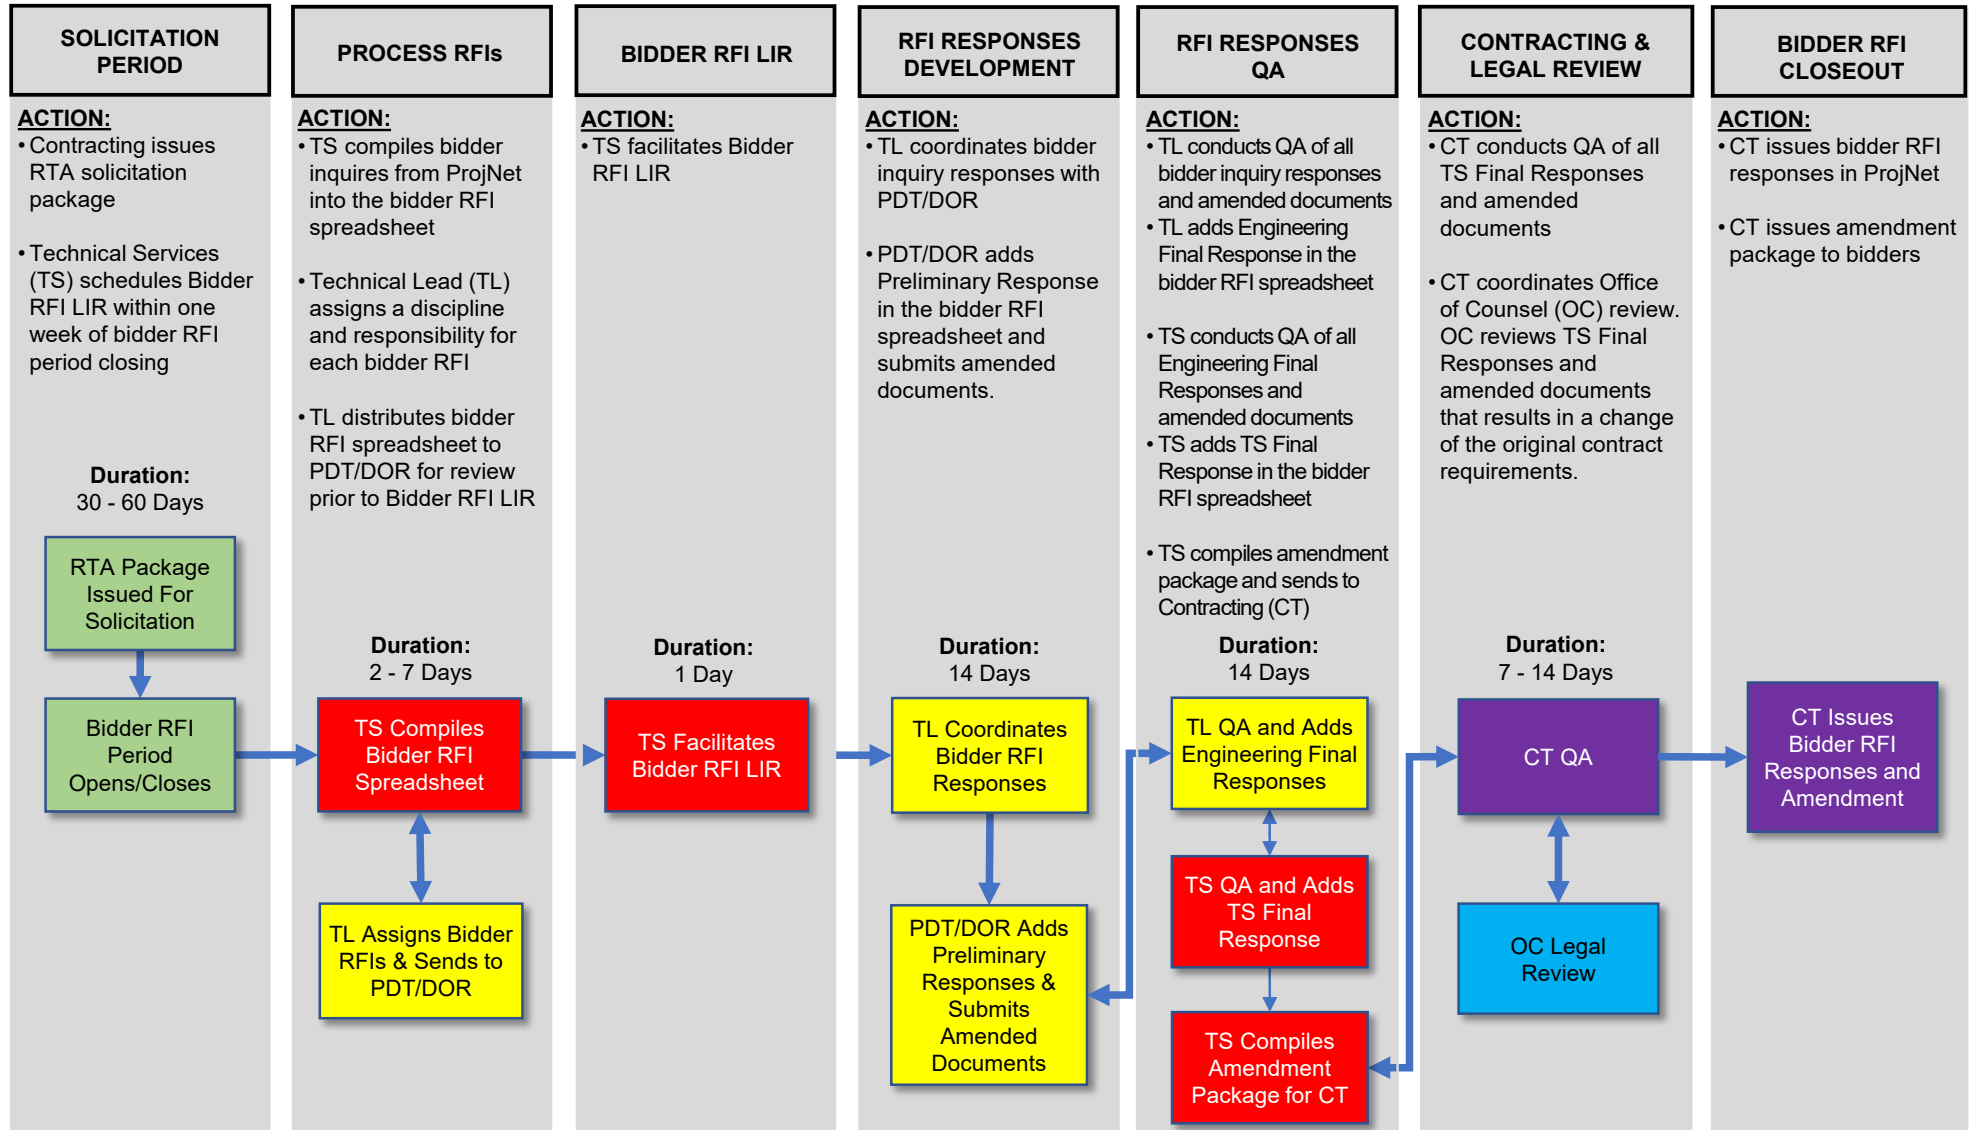 SOLICITATION
PERIOD
ACTION:
• Contracting issues
RTA solicitation
package
• Technical Services
(TS) schedules Bidder
RFI LIR within one
week of bidder RFI
period closing
Duration:
30 - 60 Days
RTA Package
Issued For
Solicitation
Bidder RFI
Period
Opens/Closes
PROCESS RFIs
ACTION:
• TS compiles bidder
inquires from ProjNet
into the bidder RFI
spreadsheet
• Technical Lead (TL)
assigns a discipline
and responsibility for
each bidder RFI
• TL distributes bidder
RFI spreadsheet to
PDT/DOR for review
prior to Bidder RFI LIR
Duration:
2 - 7 Days
TS Compiles
Bidder RFI
Spreadsheet
TL Assigns Bidder
RFIs & Sends to
PDT/DOR
BIDDER RFI LIR
ACTION:
• TS facilitates Bidder
RFI LIR
Duration:
1 Day
TS Facilitates
Bidder RFI LIR
RFI RESPONSES
DEVELOPMENT
ACTION:
• TL coordinates bidder
inquiry responses with
PDT/DOR
• PDT/DOR adds
Preliminary Response
in the bidder RFI
spreadsheet and
submits amended
documents.
Duration:
14 Days
TL Coordinates
Bidder RFI
Responses
PDT/DOR Adds
Preliminary
Responses &
Submits
Amended
Documents
RFI RESPONSES
QA
ACTION:
• TL conducts QA of all
bidder inquiry responses
and amended documents
• TL adds Engineering
Final Response in the
bidder RFI spreadsheet
• TS conducts QA of all
Engineering Final
Responses and
amended documents
• TS adds TS Final
Response in the bidder
RFI spreadsheet
• TS compiles amendment
package and sends to
Contracting (CT)
Duration:
14 Days
TL QA and Adds
Engineering Final
Responses
TS QA and Adds
TS Final
Response
TS Compiles
Amendment
Package for CT
CONTRACTING &
LEGAL REVIEW
ACTION:
• CT conducts QA of all
TS Final Responses
and amended
documents
• CT coordinates Office
of Counsel (OC) review.
OC reviews TS Final
Responses and
amended documents
that results in a change
of the original contract
requirements.
Duration:
7 - 14 Days
CT QA
OC Legal
Review
BIDDER RFI
CLOSEOUT
ACTION:
• CT issues bidder RFI
responses in ProjNet
• CT issues amendment
package to bidders
CT Issues
Bidder RFI
Responses and
Amendment